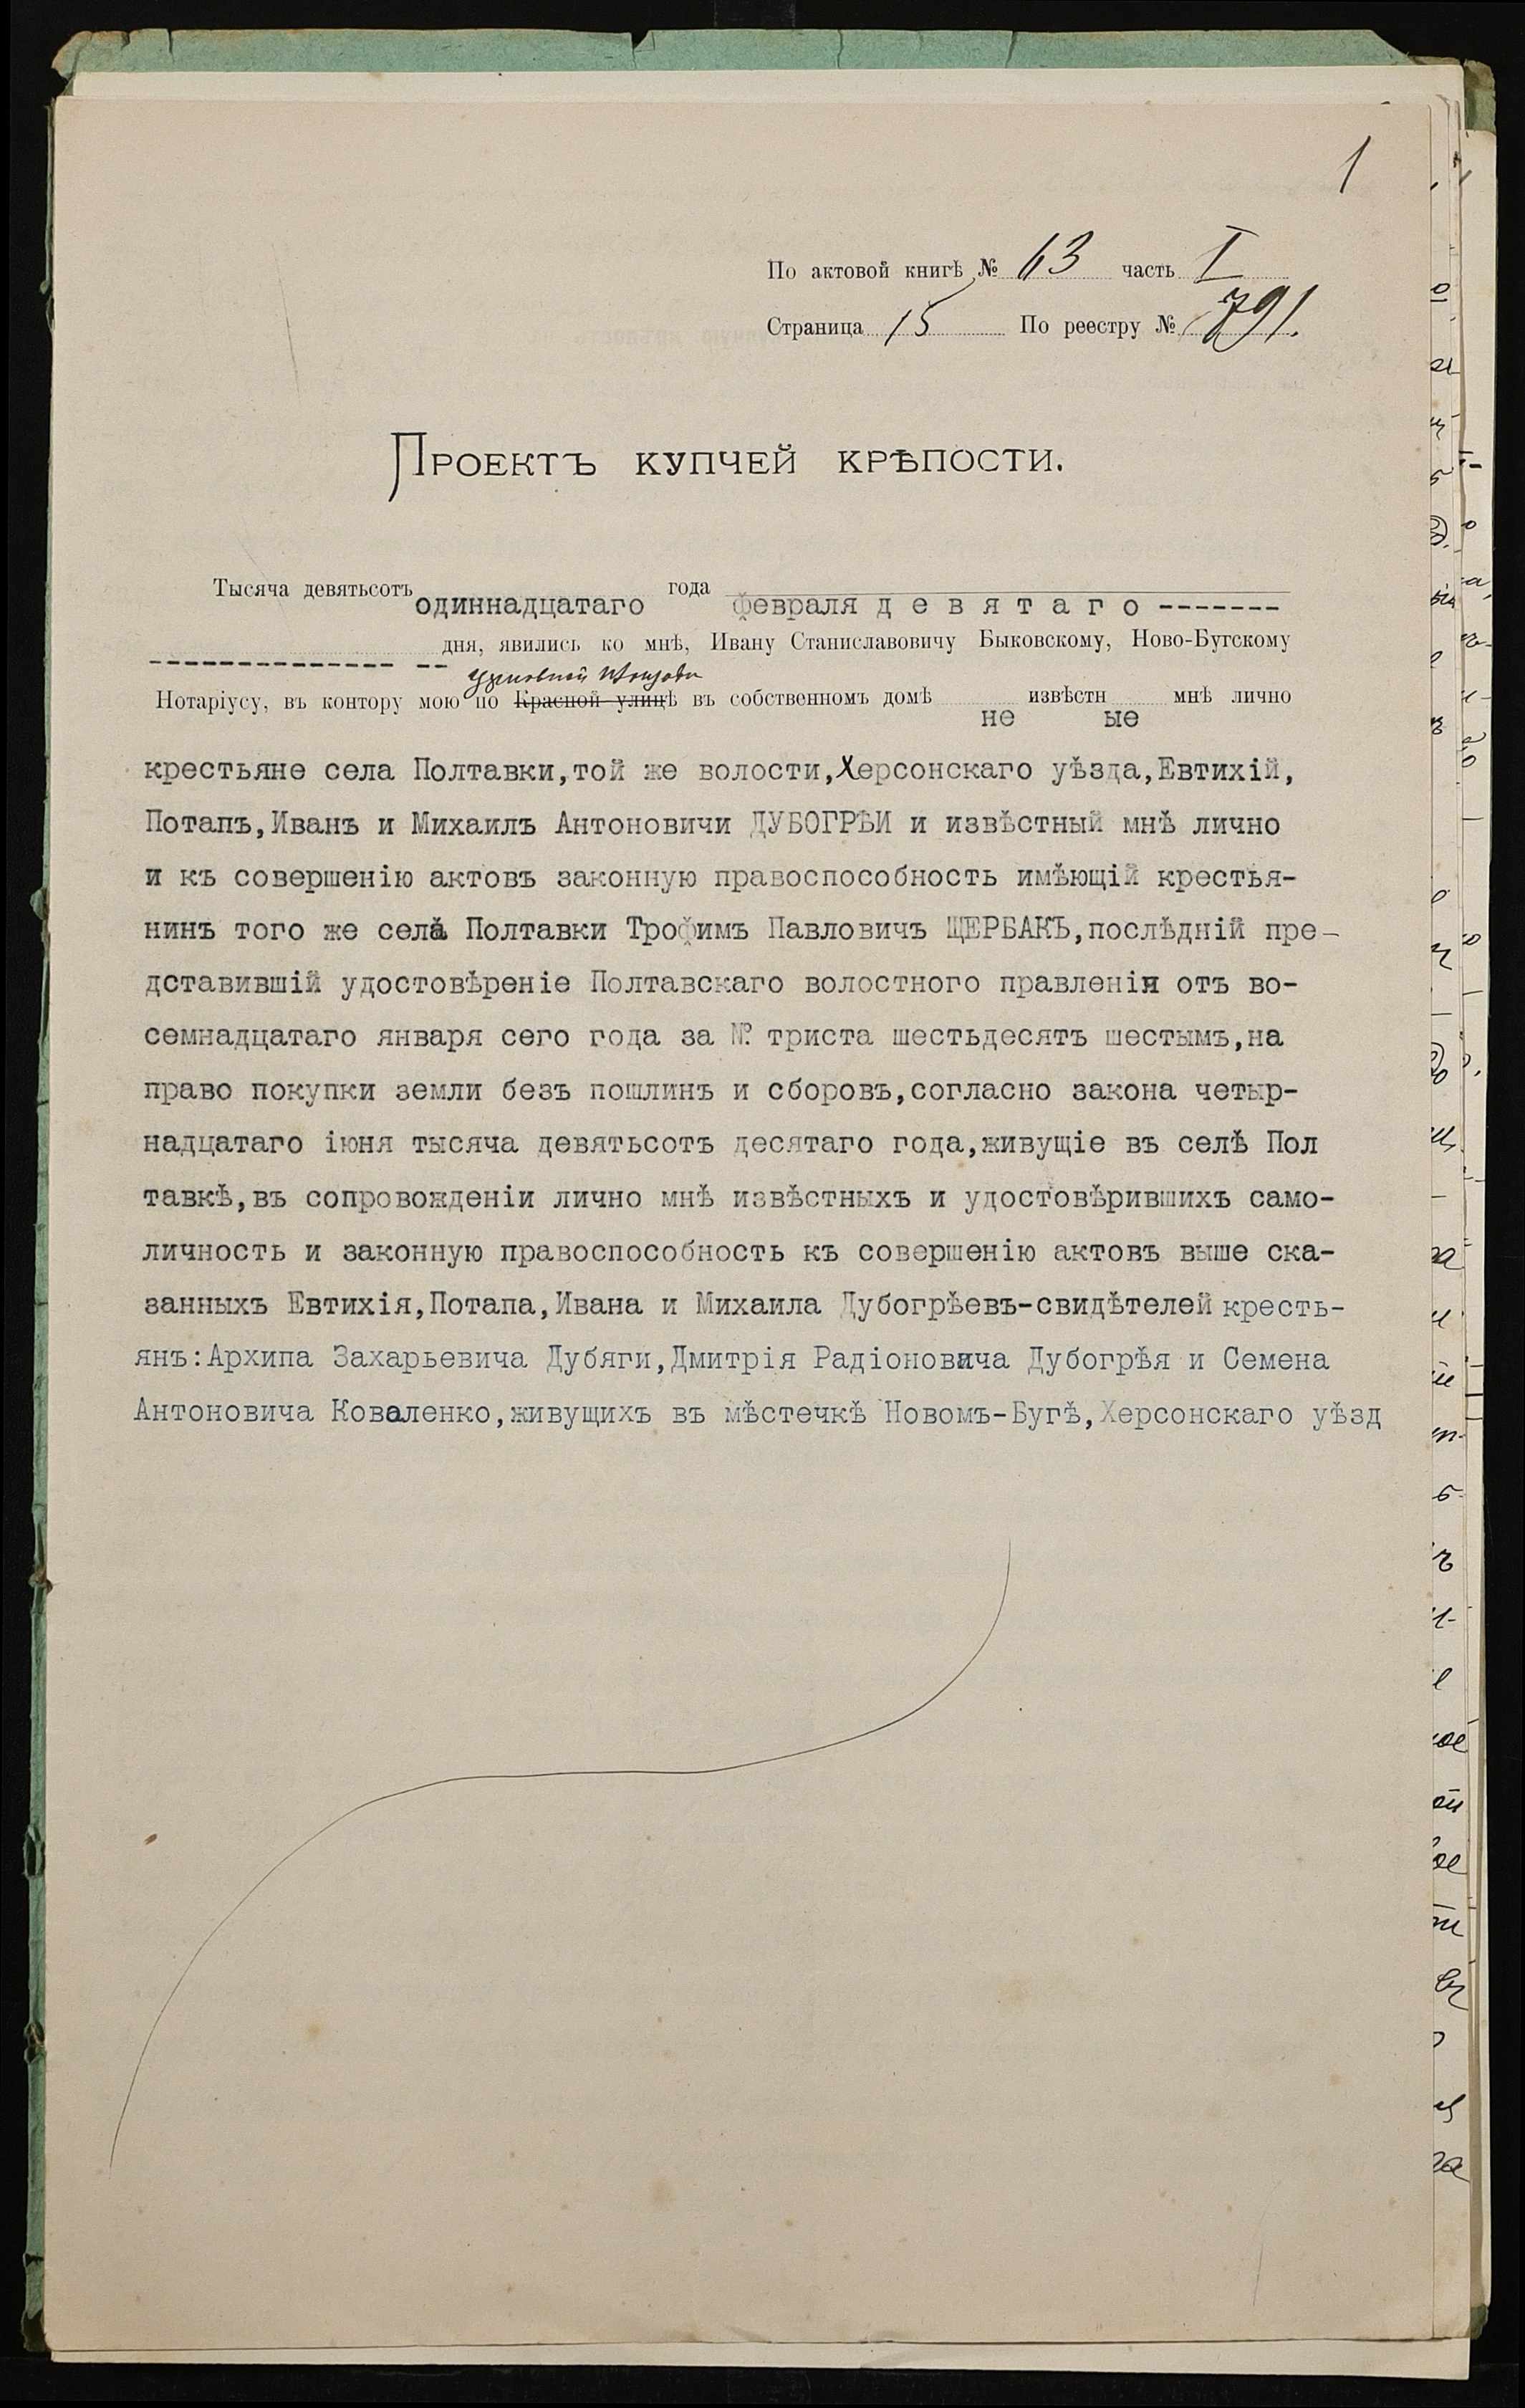 1
По актовой книгѣ № 63 часть I
Страница 15 По реестру № 791.
Проектъ купчей крѣпости.
Тысяча девятьсотъ одиннадцатаго года февраля д е в я т а г о -------
-------------- -- дня, явились ко мнѣ, Ивану Станиславовичу Быковскому, Ново-Бугскому
Церковной площади
Нотаріусу, въ контору мою по Красной улицѣ въ собственномъ домѣ не извѣстн ые мнѣ лично
крестьяне села Полтавки,той же волости,Херсонскаго уѣзда,Евтихій,
Потапъ,Иванъ и Михаилъ Антоновичи ДУБОГРѢИ и извѣстный мнѣ лично
и къ совершенію актовъ законную правоспособность имѣющій крестья-
нинъ того же села Полтавки Трофимъ Павловичъ ЩЕРБАКЪ,послѣдній пре-
дставившій удостовѣреніе Полтавскаго волостного правленія отъ во-
семнадцатаго января сего года за № триста шестьдесятъ шестымъ,на
право покупки земли безъ пошлинъ и сборовъ,согласно закона четыр-
надцатаго іюня тысяча девятьсотъ десятаго года,живущіе въ селѣ Пол
тавкѣ,въ сопровожденіи лично мнѣ извѣстныхъ и удостовѣрившихъ само-
личность и законную правоспособность къ совершенію актовъ выше ска-
занныхъ Евтихія,Потапа,Ивана и Михаила Дубогрѣевъ-свидѣтелей кресть-
янъ:Архипа Захарьевича Дубяги,Дмитрія Радіоновича Дубогрѣя и Семена
Антоновича Коваленко,живущихъ въ мѣстечкѣ Новомъ-Бугѣ,Херсонскаго уѣзд